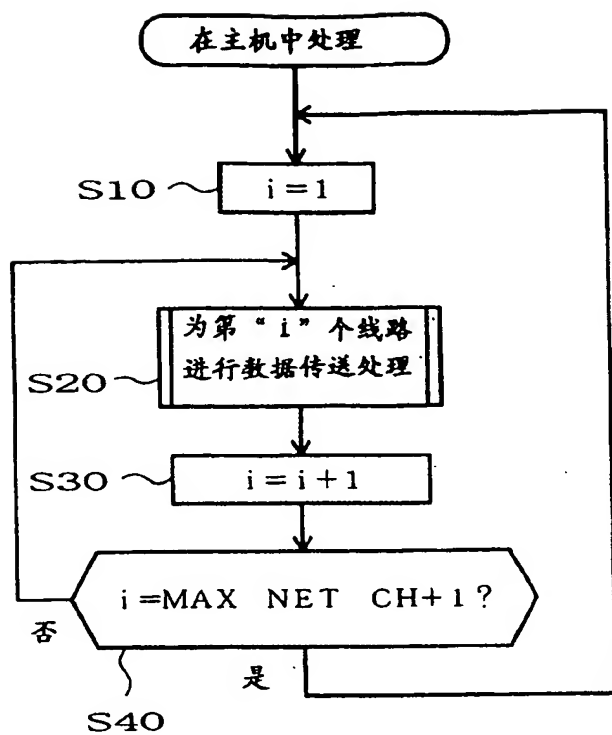 在主机中处理
S10
i=1
为第“i”个线路
进行数据传送处理
S20
S30
i=i+1
i=MAX NET CH+1?
否
是
S40